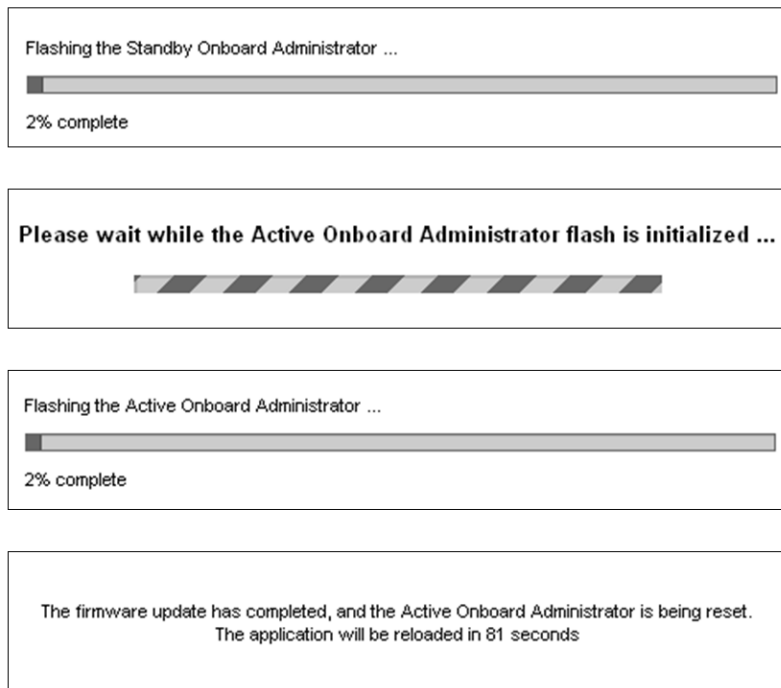 Flashing the Standby Onboard Administrator ...
2% complete
Please wait while the Active Onboard Administrator flash is initialized ...
Flashing the Active Onboard Administrator ...
2% complete
The firmware update has completed, and the Active Onboard Administrator is being reset.
The application will be reloaded in 81 seconds